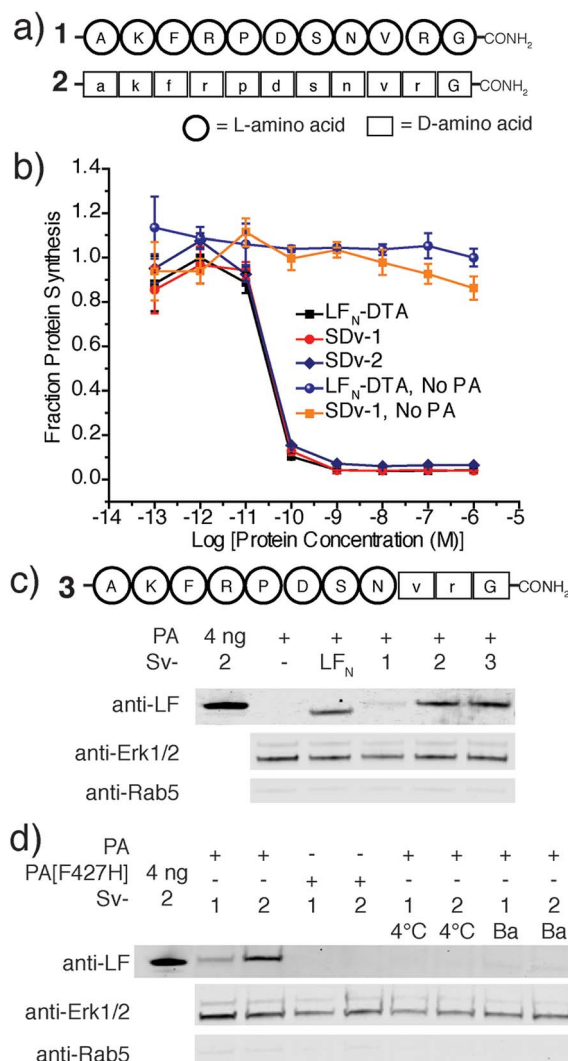 a)
1 A K F R P D S N V R G CONH2
2 a k f r p d s n v r G CONH2
= L-amino acid = D-amino acid
b)
Fraction Protein Synthesis
1.4
1.2
1.0
0.8
0.6
0.4
0.2
0.0
LFN-DTA
SDv-1
SDv-2
LFN-DTA, No PA
SDv-1, No PA
-14 -13 -12 -11 -10 -9 -8 -7 -6 -5
Log [Protein Concentration (M)]
c)
3 A K F R P D S N v r G CONH2
PA 4 ng + + + + +
Sv- 2 - LFN 1 2 3
anti-LF
anti-Erk1/2
anti-Rab5
d)
PA + + - - + + + +
PA[F427H] 4 ng - - + + - - - -
Sv- 2 1 2 1 2 1 2 1 2
4°C 4°C Ba Ba
anti-LF
anti-Erk1/2
anti-Rab5